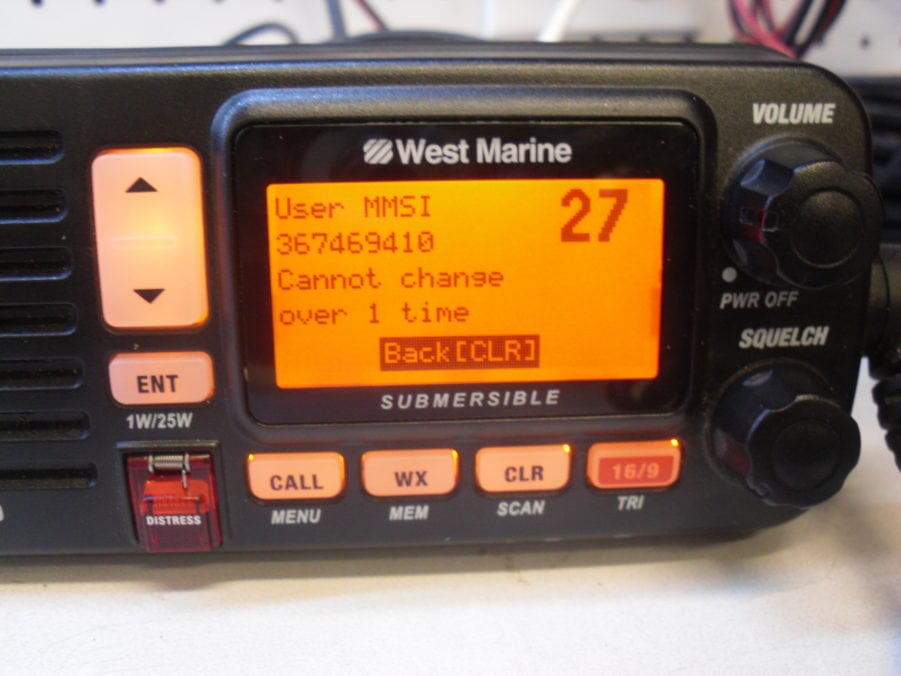 VOLUME
West Marine
User MMSI
27
367469410
Cannot change
over 1 time
Back[CLR]
PWR OFF
SQUELCH
SUBMERSIBLE
ENT
1W/25W
CALL
WX
CLR
16/9
MENU
MEM
SCAN
TRI
DISTRESS